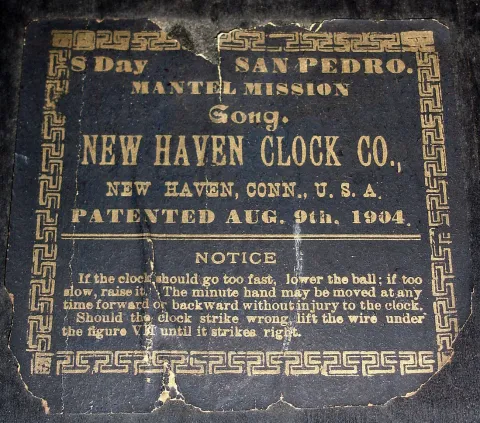 8 Day SAN PEDRO.
MANTEL MISSION
Gong.
NEW HAVEN CLOCK CO.,
NEW HAVEN, CONN., U. S. A.
PATENTED AUG. 9th, 1904.
NOTICE
If the clock should go too fast, lower the ball; if too
slow, raise it. The minute hand may be moved at any
time forward or backward without injury to the clock.
Should the clock strike wrong, lift the wire under
the figure VII until it strikes right.